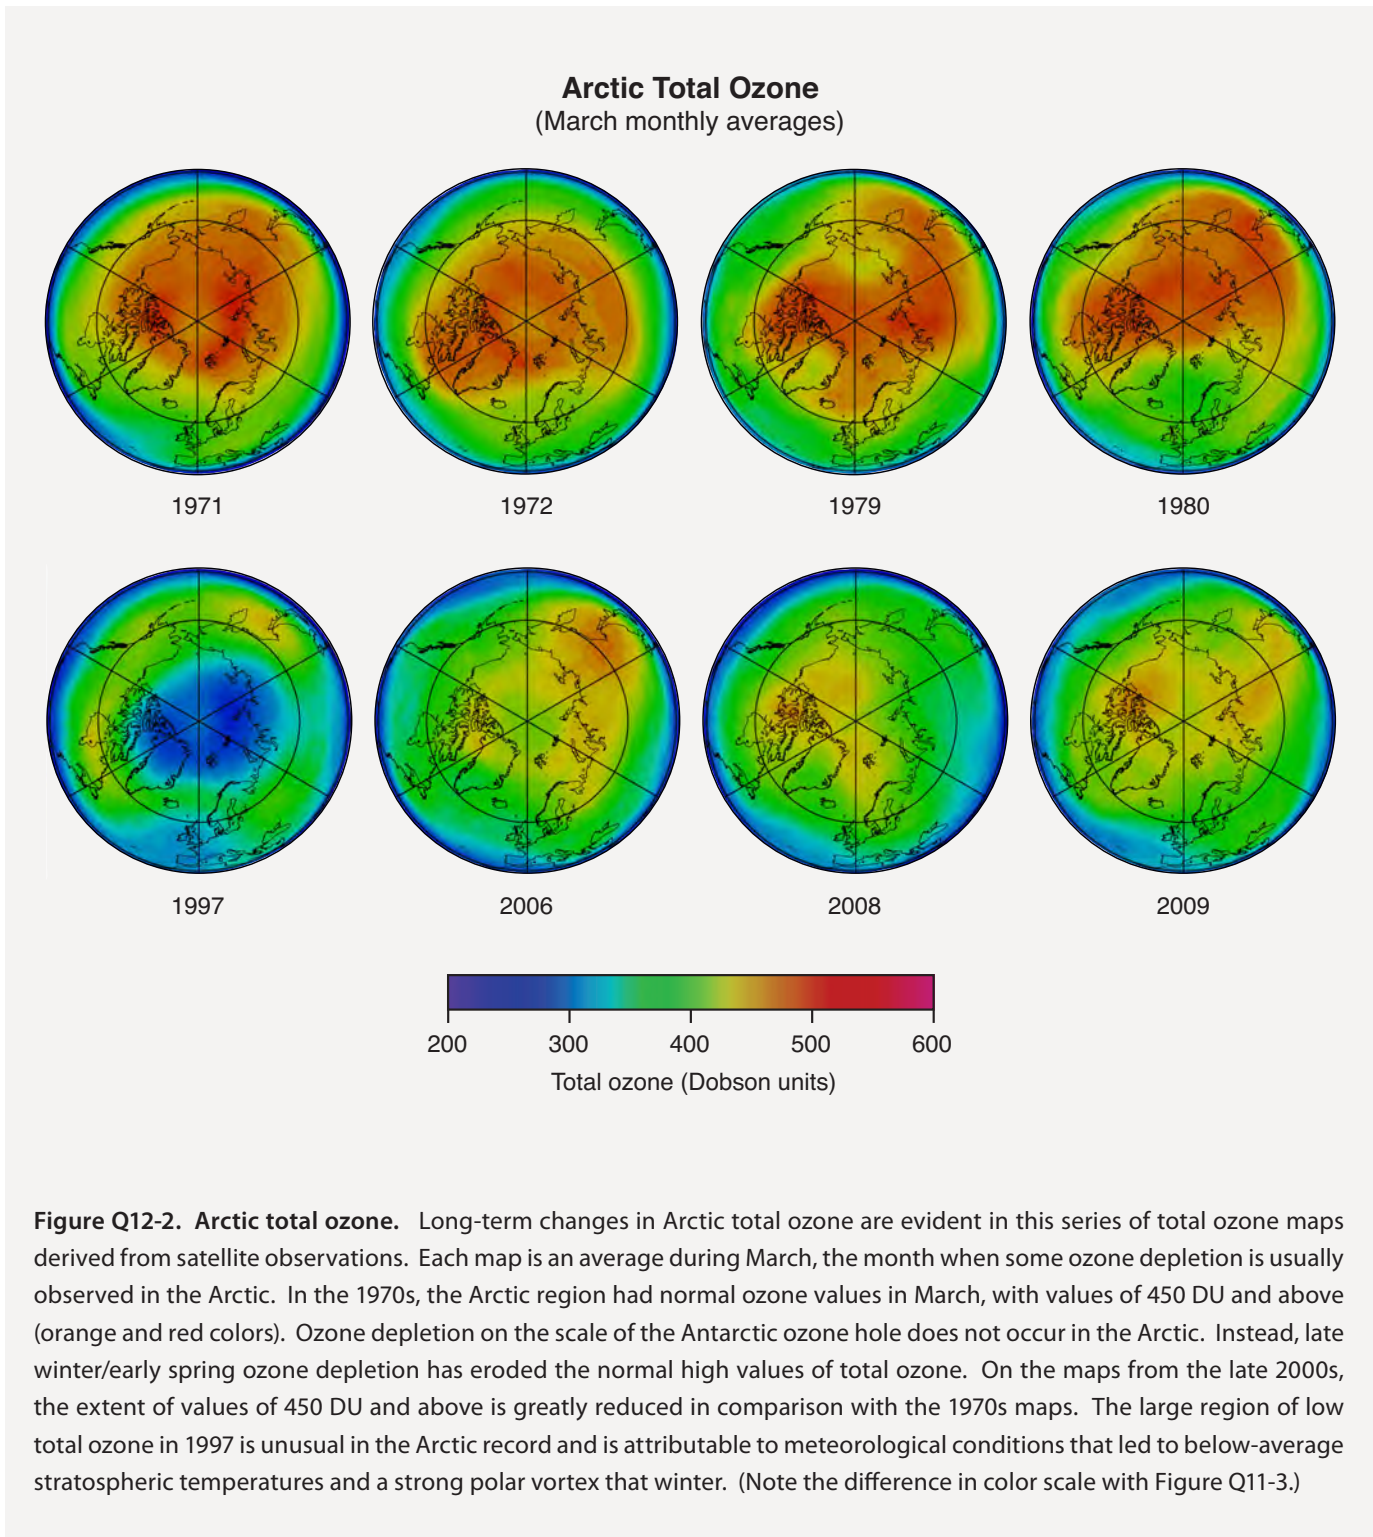 Arctic Total Ozone
(March monthly averages)
1971
1972
1979
1980
1997
2006
2008
2009
200
300
400
500
600
Total ozone (Dobson units)
Figure Q12-2. Arctic total ozone. Long-term changes in Arctic total ozone are evident in this series of total ozone maps
derived from satellite observations. Each map is an average during March, the month when some ozone depletion is usually
observed in the Arctic. In the 1970s, the Arctic region had normal ozone values in March, with values of 450 DU and above
(orange and red colors). Ozone depletion on the scale of the Antarctic ozone hole does not occur in the Arctic. Instead, late
winter/early spring ozone depletion has eroded the normal high values of total ozone. On the maps from the late 2000s,
the extent of values of 450 DU and above is greatly reduced in comparison with the 1970s maps. The large region of low
total ozone in 1997 is unusual in the Arctic record and is attributable to meteorological conditions that led to below-average
stratospheric temperatures and a strong polar vortex that winter. (Note the difference in color scale with Figure Q11-3.)